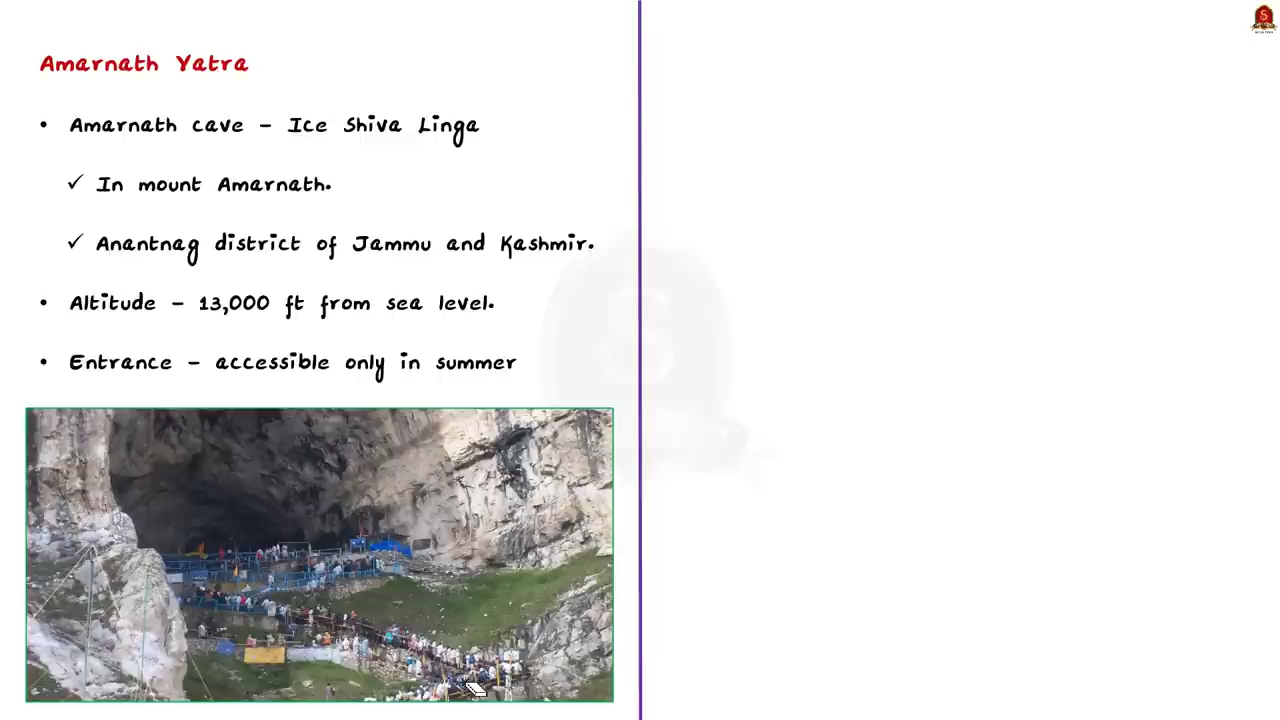 Amarnath Yatra
• Amarnath cave – Ice Shiva Linga
✓ In mount Amarnath.
✓ Anantnag district of Jammu and Kashmir.
• Altitude – 13,000 ft from sea level.
• Entrance – accessible only in summer
S
S